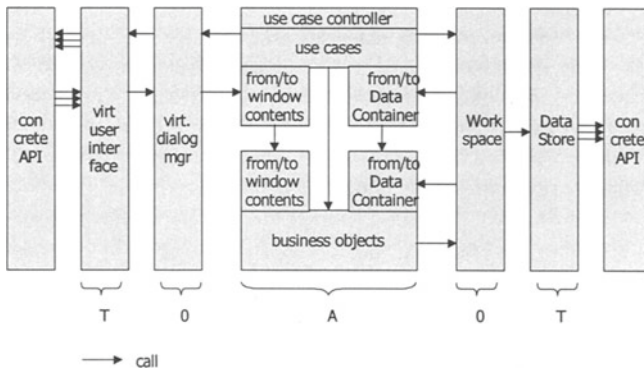 use case controller
use cases
con
crete
API
virt
user
inter
face
virt.
dialog
mgr
from/to
window
contents
from/to
Data
Container
from/to
window
contents
from/to
Data
Container
business objects
Work
space
Data
Store
con
crete
API
T
0
A
0
T
call